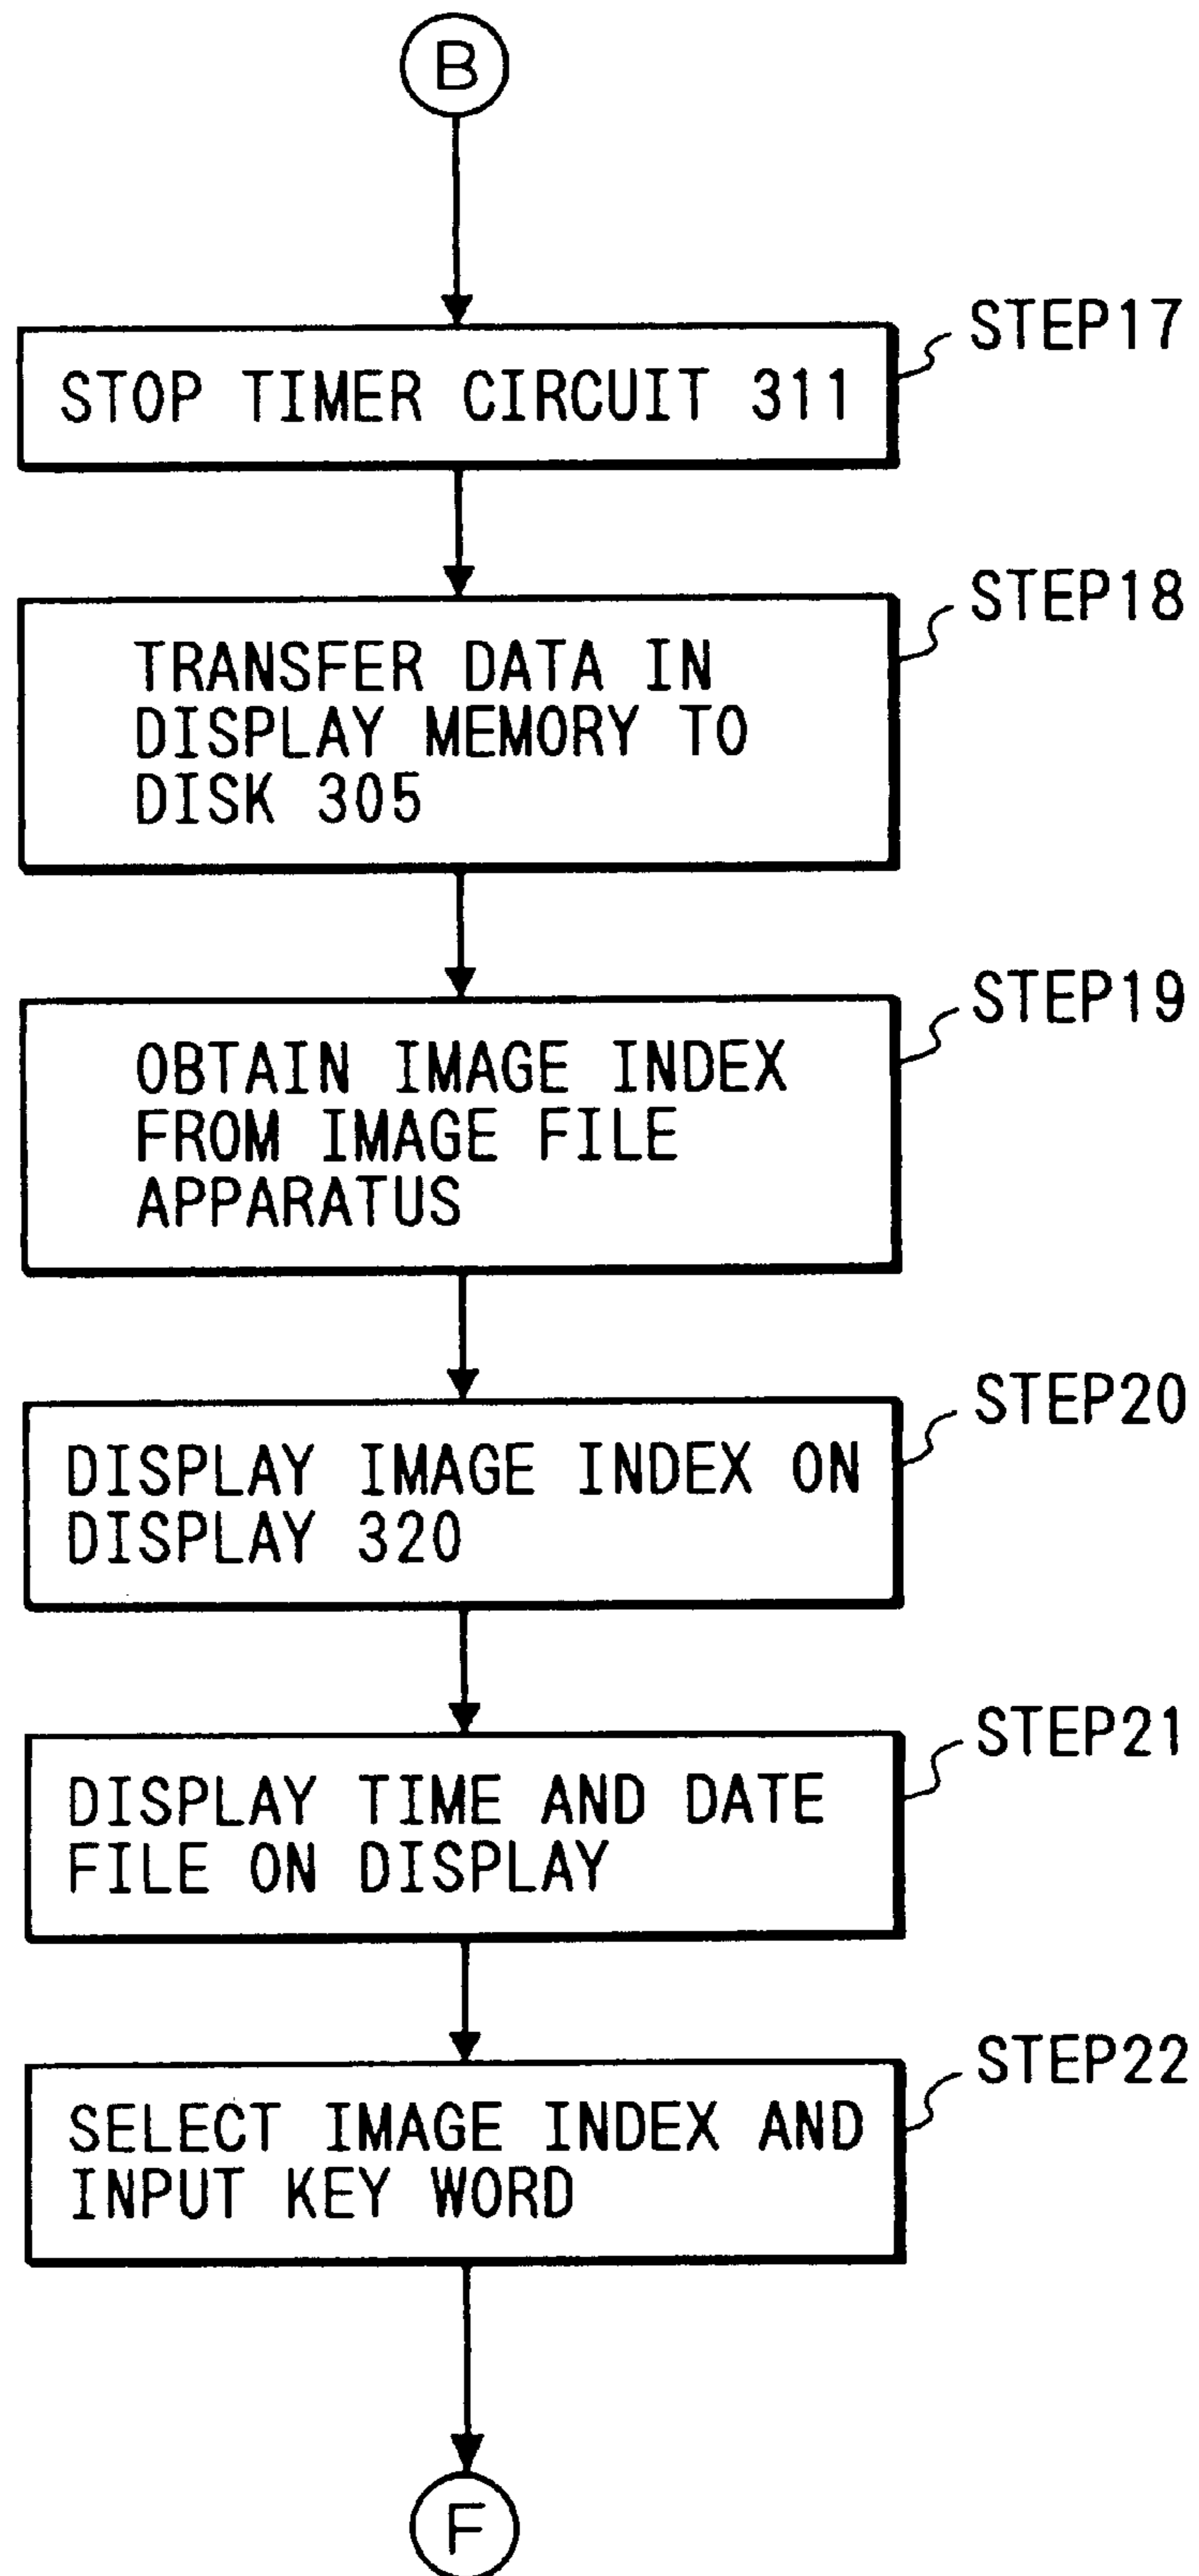 B
STOP TIMER CIRCUIT 311
STEP17
TRANSFER DATA IN
DISPLAY MEMORY TO
DISK 305
STEP18
OBTAIN IMAGE INDEX
FROM IMAGE FILE
APPARATUS
STEP19
DISPLAY IMAGE INDEX ON
DISPLAY 320
STEP20
DISPLAY TIME AND DATE
FILE ON DISPLAY
STEP21
SELECT IMAGE INDEX AND
INPUT KEY WORD
STEP22
F